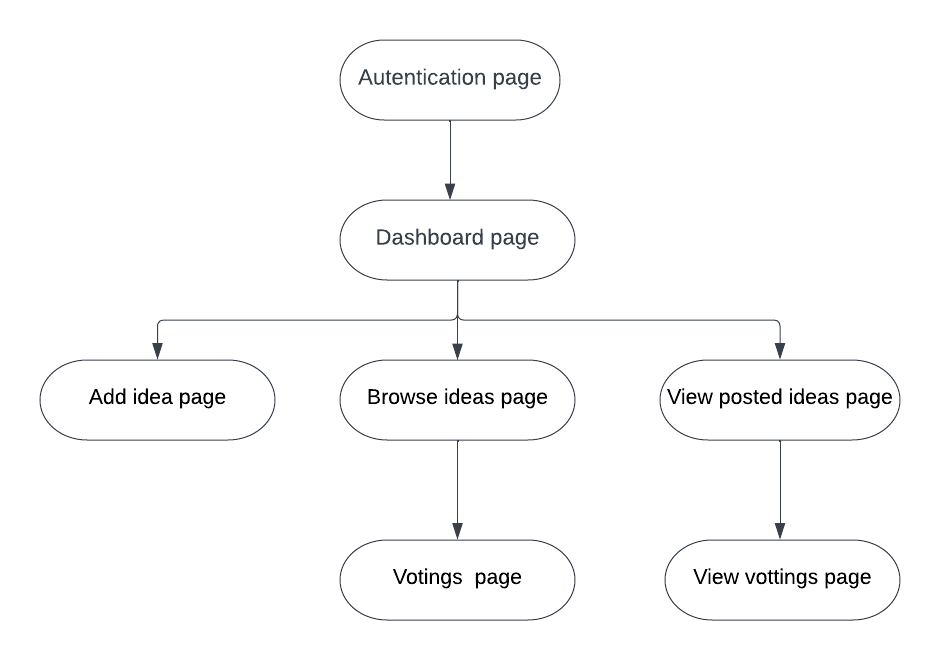 Autentication page
Dashboard page
Add idea page
Browse ideas page
View posted ideas page
Votings  page
View vottings page